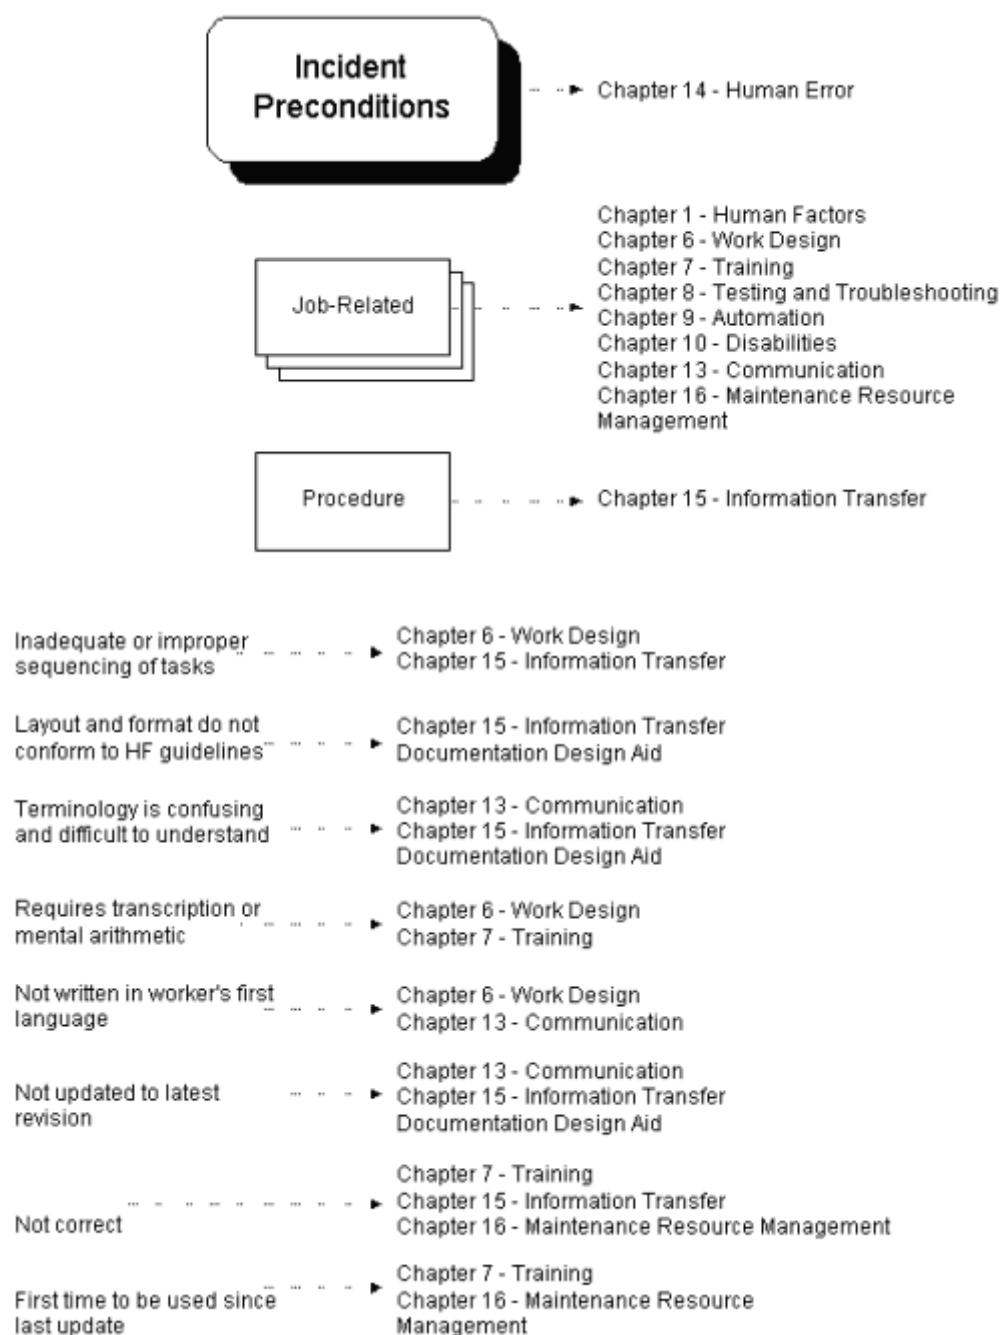 Incident
Preconditions
Chapter 14 - Human Error
Job-Related
Chapter 1 - Human Factors
Chapter 6 - Work Design
Chapter 7 - Training
Chapter 8 - Testing and Troubleshooting
Chapter 9 - Automation
Chapter 10 - Disabilities
Chapter 13 - Communication
Chapter 16 - Maintenance Resource
Management
Procedure
Chapter 15 - Information Transfer
Inadequate or improper
sequencing of tasks
Chapter 6 - Work Design
Chapter 15 - Information Transfer
Layout and format do not
conform to HF guidelines
Chapter 15 - Information Transfer
Documentation Design Aid
Terminology is confusing
and difficult to understand
Chapter 13 - Communication
Chapter 15 - Information Transfer
Documentation Design Aid
Requires transcription or
mental arithmetic
Chapter 6 - Work Design
Chapter 7 - Training
Not written in worker's first
language
Chapter 6 - Work Design
Chapter 13 - Communication
Not updated to latest
revision
Chapter 13 - Communication
Chapter 15 - Information Transfer
Documentation Design Aid
Not correct
Chapter 7 - Training
Chapter 15 - Information Transfer
Chapter 16 - Maintenance Resource Management
First time to be used since
last update
Chapter 7 - Training
Chapter 16 - Maintenance Resource
Management